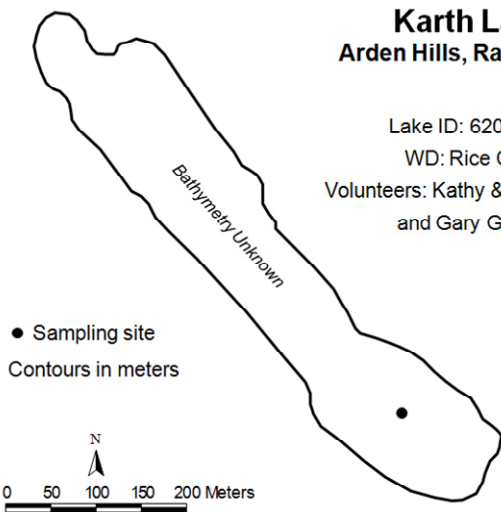 Karth L
Arden Hills, Ra
Lake ID: 620
WD: Rice
Volunteers: Kathy &
and Gary G
Bathymetry Unknown
Sampling site
Contours in meters
N
0 50 100 150 200 Meters